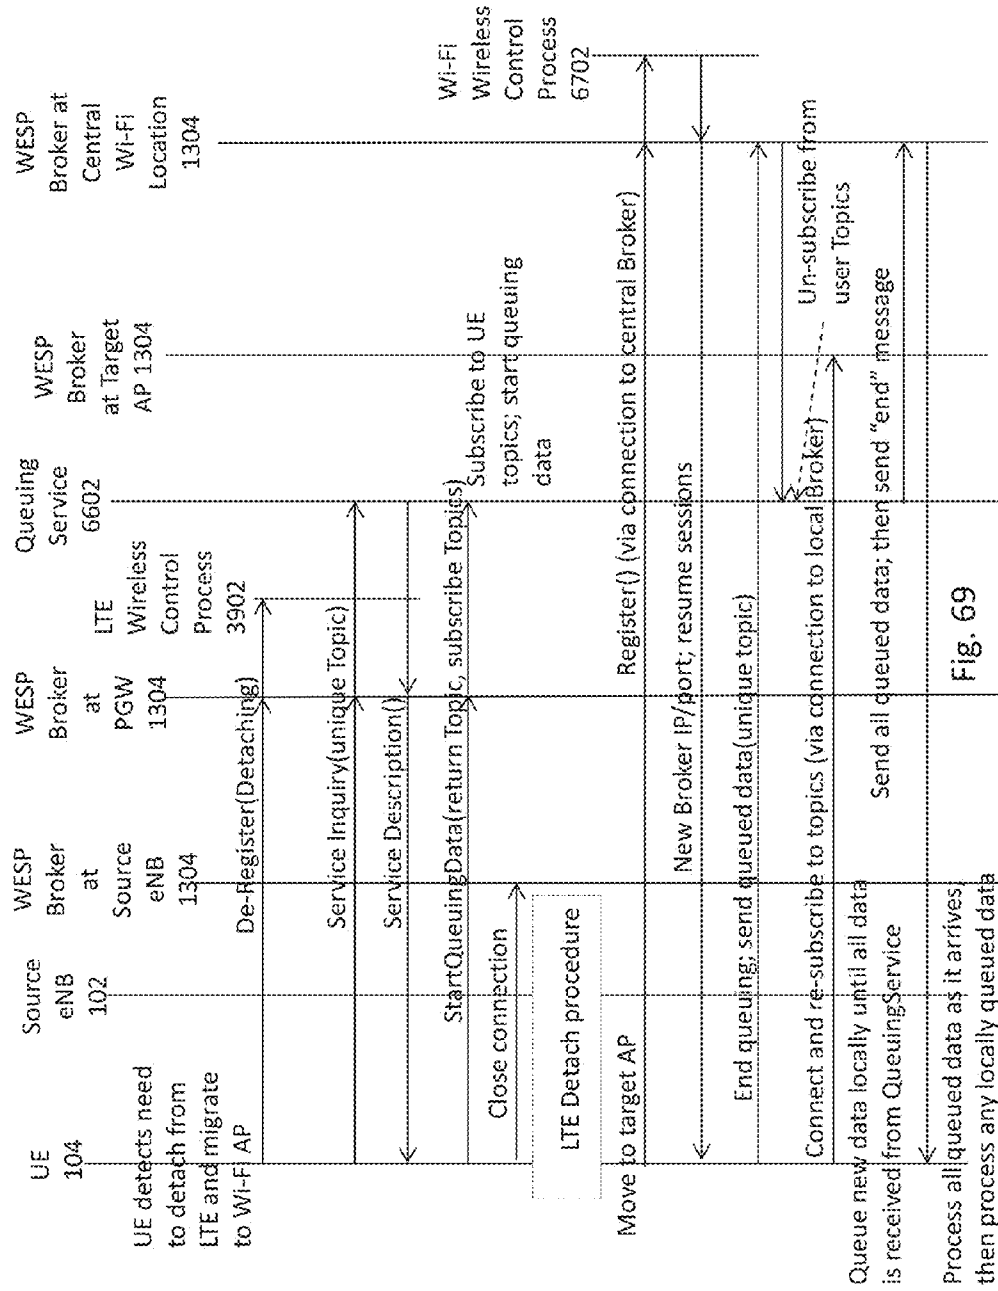 UE
104
Source
eNB
102
WESP
Broker
at
Source
eNB
1304
WESP
Broker
at
PGW
1304
LTE
Wireless
Control
Process
3902
Queuing
Service
6602
WESP
Broker
at Target
AP 1304
WESP
Broker at
Central
Wi-Fi
Location
1304
Wi-Fi
Wireless
Control
Process
6702
UE detects need
to detach from
LTE and migrate
to Wi-Fi AP
De-Register(Detaching)
Service Inquiry(unique Topic)
Service Description()
StartQueuingData(return Topic, subscribe Topics)
Subscribe to UE
topics; start queuing
data
Close connection
LTE Detach procedure
Move to target AP
Register() (via connection to central Broker)
New Broker IP/port; resume sessions
End queuing; send queued data(unique topic)
Un-subscribe from
user Topics
Connect and re-subscribe to topics (via connection to local Broker)
Queue new data locally until all data
is received from QueuingService
Send all queued data; then send "end" message
Process all queued data as it arrives,
then process any locally queued data
Fig. 69